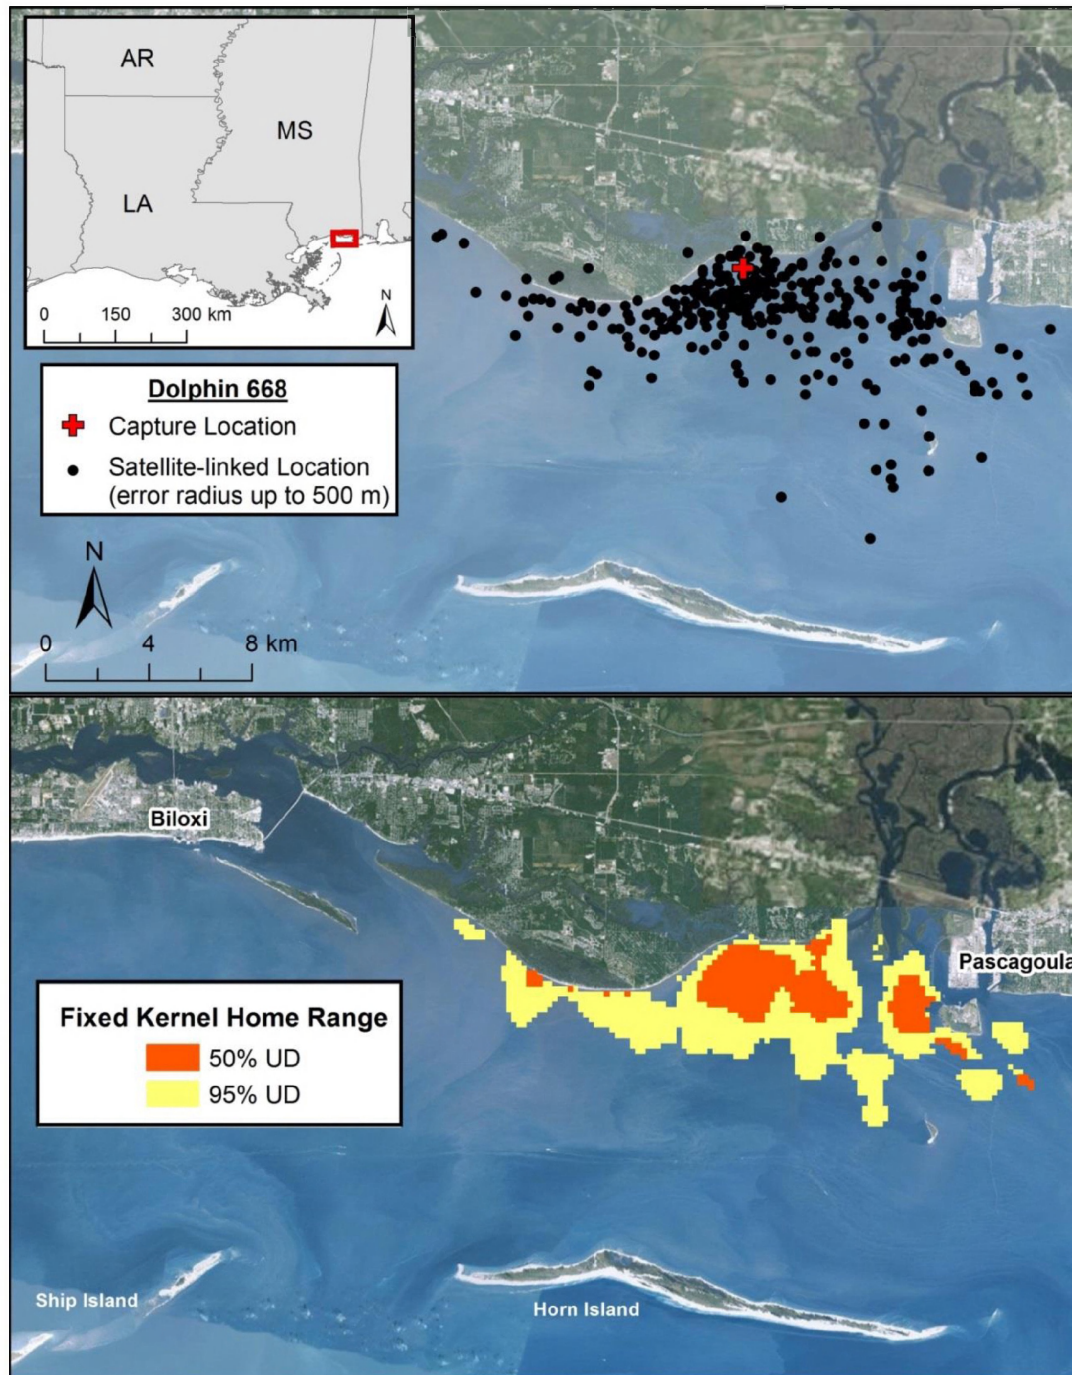 AR
MS
LA
N
0 150 300 km
Dolphin 668
Capture Location
Satellite-linked Location
(error radius up to 500 m)
N
0 4 8 km
Biloxi
Pascagoula
Fixed Kernel Home Range
50% UD
95% UD
Ship Island
Horn Island